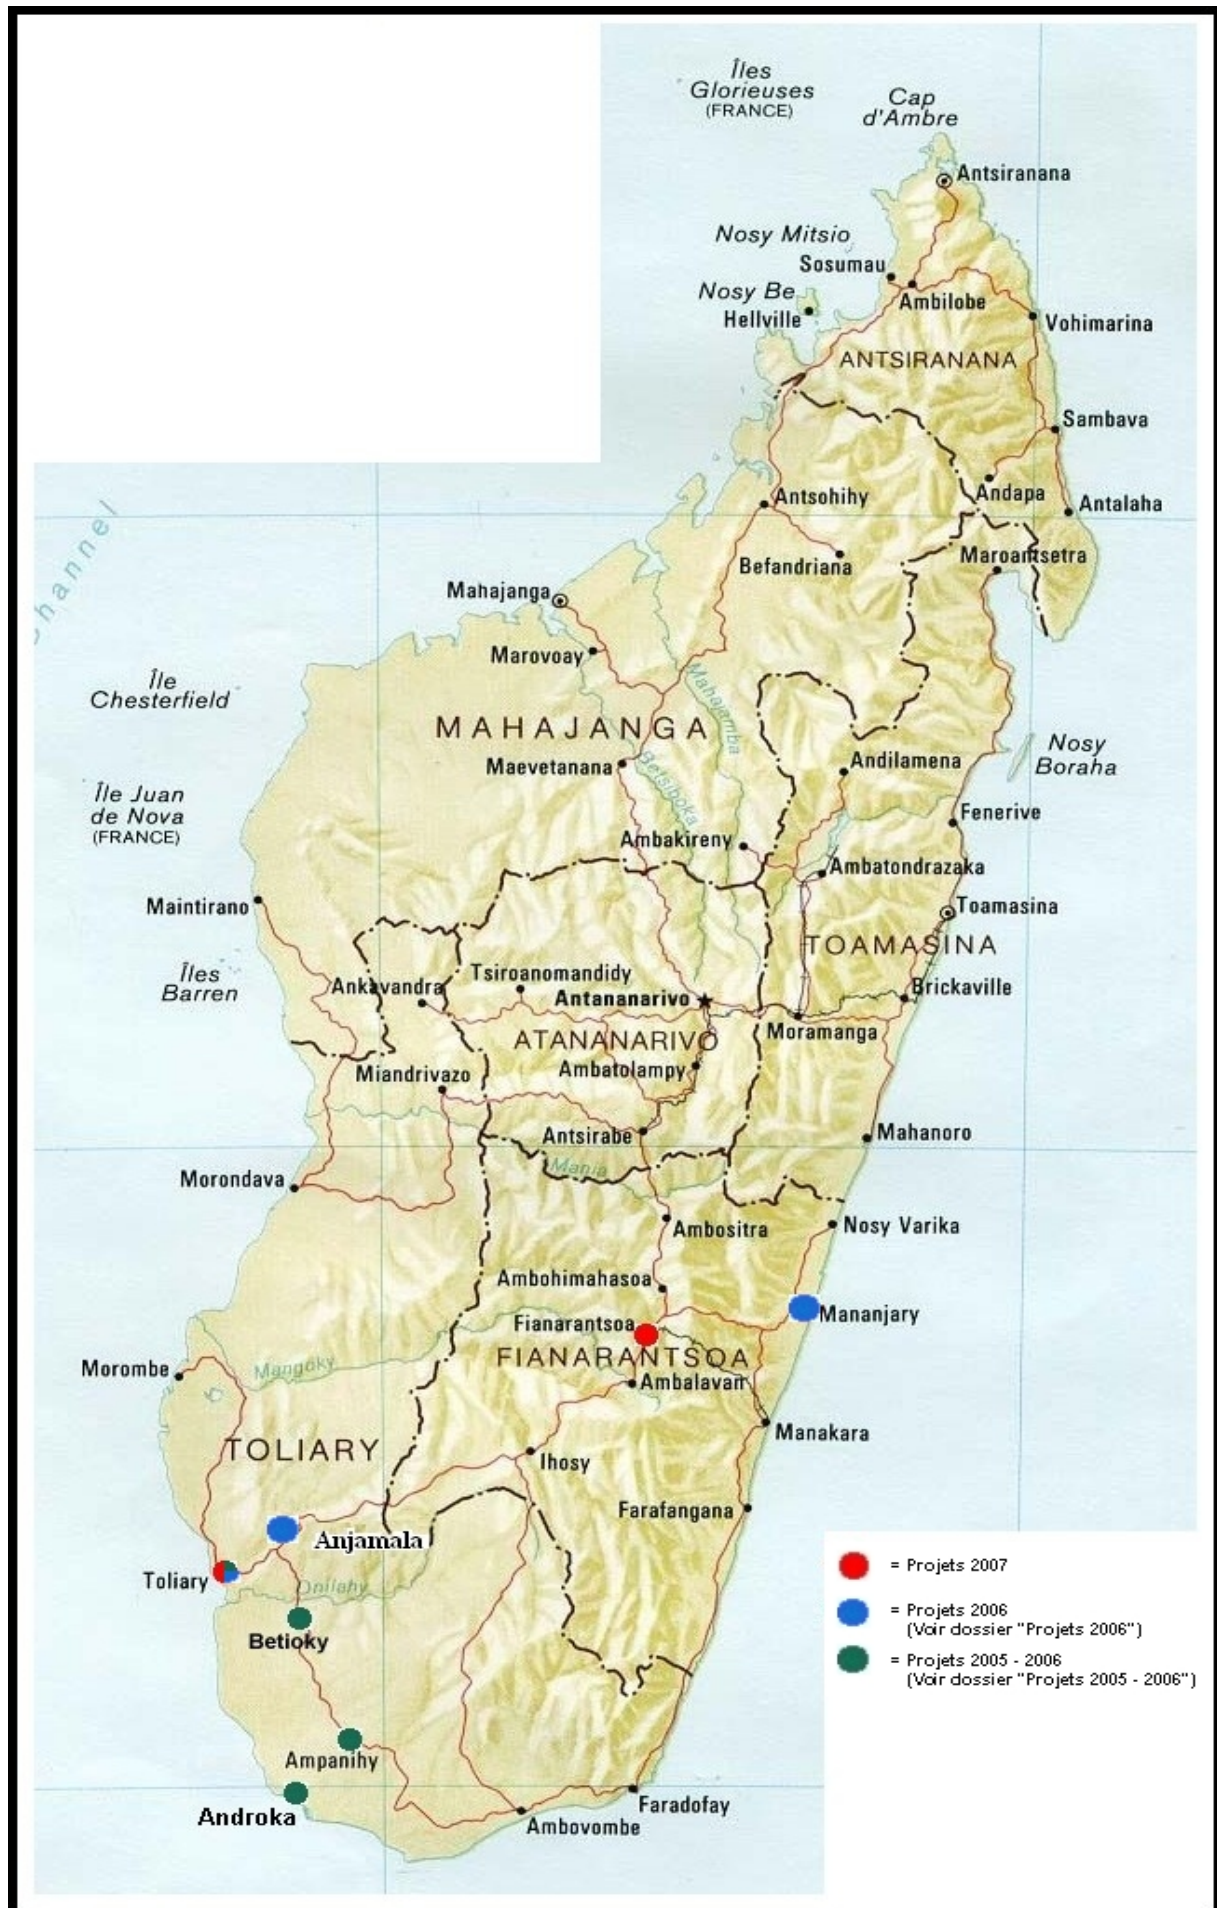 Îles
Glorieuses
(FRANCE)
Cap
d'Ambre
Antsiranana
Nosy Mitsio
Sosumau
Nosy Be
Ambilobe
Hellville
Vohimarina
ANTSIRANANA
Sambava
Andapa
Antsohihy
Antalaha
Channel
Befandriana
Maroantsetra
Mahajanga
Marovoay
Île
Chesterfield
Mahajamba
MAHAJANGA
Nosy
Boraha
Maevetanana
Betsiboka
Andilamena
Île Juan
de Nova
(FRANCE)
Fenerive
Ambakireny
Ambatondrazaka
Maintirano
Toamasina
TOAMASINA
Îles
Barren
Ankavandra
Tsiroanomandidy
Antananarivo
Brickaville
Moramanga
ATANANARIVO
Miandrivazo
Ambatolampy
Antsirabe
Mahanoro
Mania
Morondava
Ambositra
Nosy Varika
Ambohimahasoa
Mananjary
Fianarantsoa
FIANARANTSOA
Morombe
Mangoky
Ambalavan
Manakara
TOLIARY
Ihosy
Farafangana
Anjamala
Toliary
Onilahy
Betioky
= Projets 2007
= Projets 2006
(Voir dossier "Projets 2006")
= Projets 2005 - 2006
(Voir dossier "Projets 2005 - 2006")
Ampanihy
Androka
Faradofay
Ambovombe